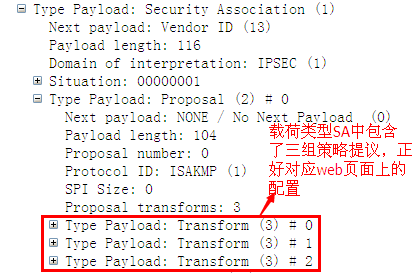 Type Payload: Security Association (1)
Next payload: Vendor ID (13)
Payload length: 116
Domain of interpretation: IPSEC (1)
Situation: 00000001
Type Payload: Proposal (2) # 0
Next payload: NONE / No Next Payload (0)
Payload length: 104
Proposal number: 0
Protocol ID: ISAKMP (1)
SPI Size: 0
Proposal transforms: 3
Type Payload: Transform (3) # 0
Type Payload: Transform (3) # 1
Type Payload: Transform (3) # 2
载荷类型SA中包含
了三组策略提议，正
好对应web页面上的
配置